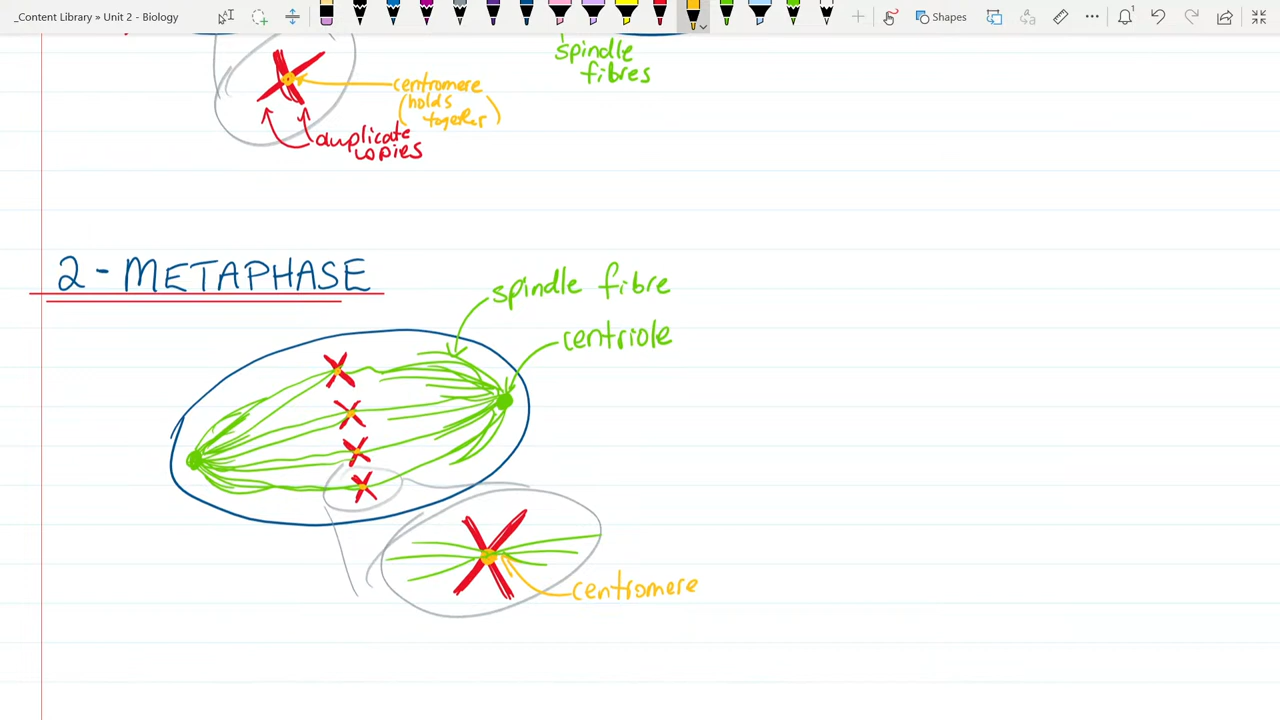 _Content Library » Unit 2 - Biology
Shapes
spindle
fibres
centromere
(holds
together)
duplicate
copies
2 - METAPHASE
spindle fibre
centriole
centromere